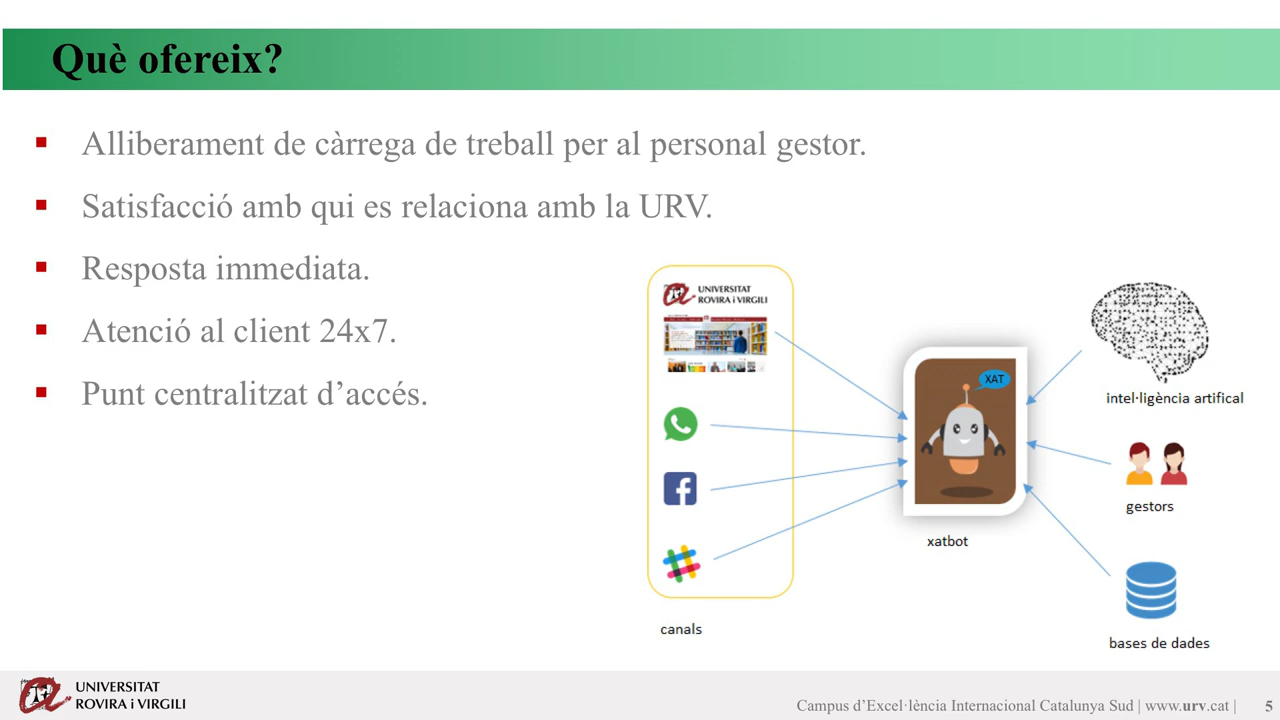 Què ofereix?
▪ Alliberament de càrrega de treball per al personal gestor.
▪ Satisfacció amb qui es relaciona amb la URV.
▪ Resposta immediata.
▪ Atenció al client 24x7.
▪ Punt centralitzat d’accés.
UNIVERSITAT
ROVIRA i VIRGILI
XAT
intel·ligència artifical
gestors
xatbot
canals
bases de dades
UNIVERSITAT
ROVIRA i VIRGILI
Campus d’Excel·lència Internacional Catalunya Sud | www.urv.cat | 5